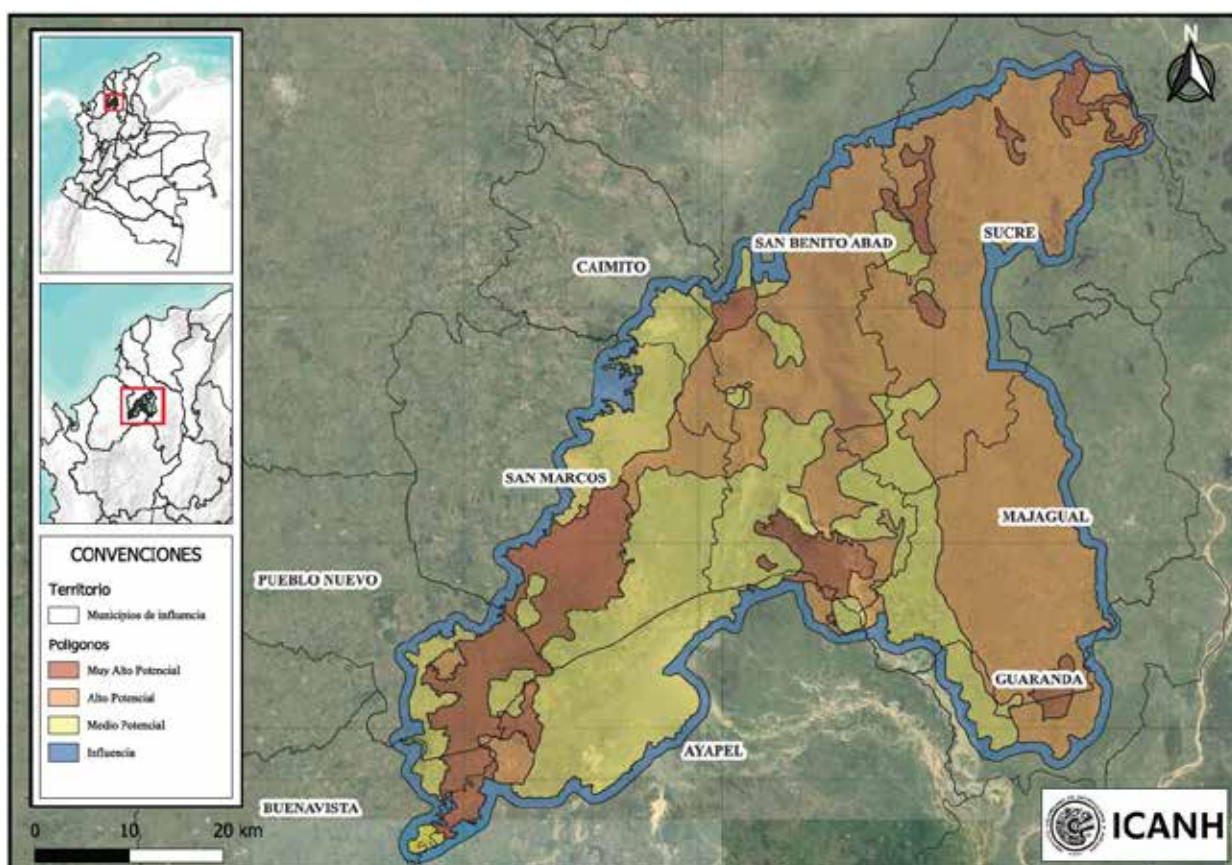 CONVENCIONES
Territorio
Municipios de influencia
Polígonos
Muy Alto Potencial
Alto Potencial
Medio Potencial
Influencia
0 10 20 km
N
SUCRE
SAN BENITO ABAD
CAIMITO
SAN MARCOS
MAJAGUAL
PUEBLO NUEVO
GUARANDA
AYAPEL
BUENAVISTA
ICANH